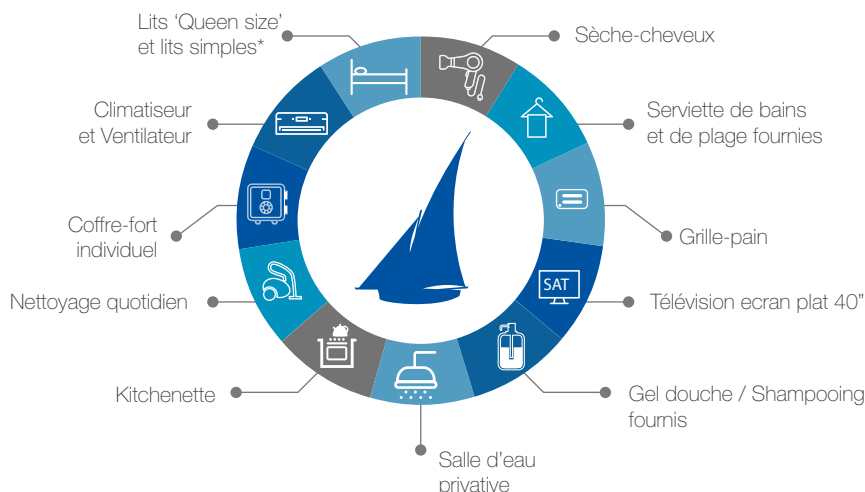 Lits ‘Queen size’
et lits simples*
Sèche-cheveux
Climatiseur
et Ventilateur
Serviette de bains
et de plage fournies
Coffre-fort
individuel
Grille-pain
Nettoyage quotidien
SAT
Télévision ecran plat 40”
Kitchenette
Gel douche / Shampooing
fournis
Salle d’eau
privative